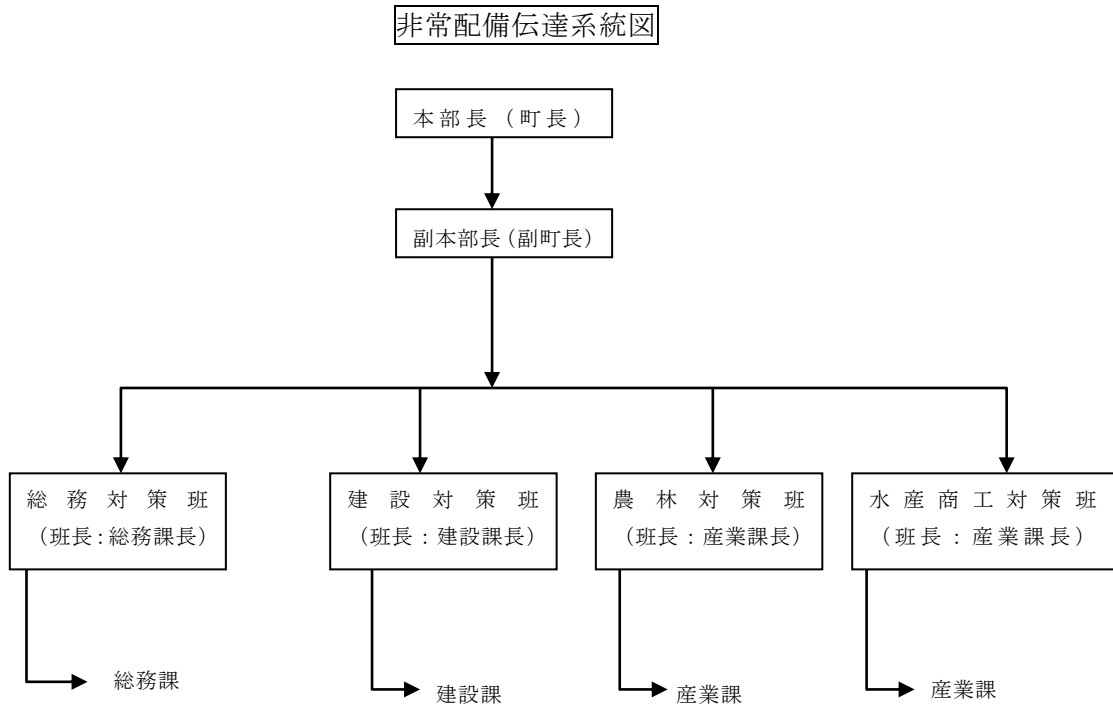 非常配備伝達系統図
本部長（町長）
副本部長（副町長）
総務対策班
（班長：総務課長）
建設対策班
（班長：建設課長）
農林対策班
（班長：産業課長）
水産商工対策班
（班長：産業課長）
総務課
建設課
産業課
産業課